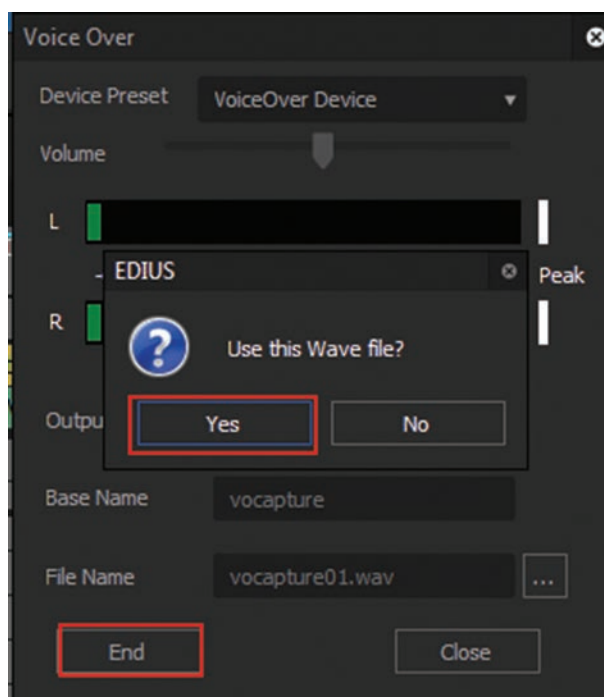 Voice Over
Device Preset VoiceOver Device
Volume
L
EDIUS Peak
R
Use this Wave file?
Outpu
Yes No
Base Name vocapture
File Name vocapture01.wav ...
End Close